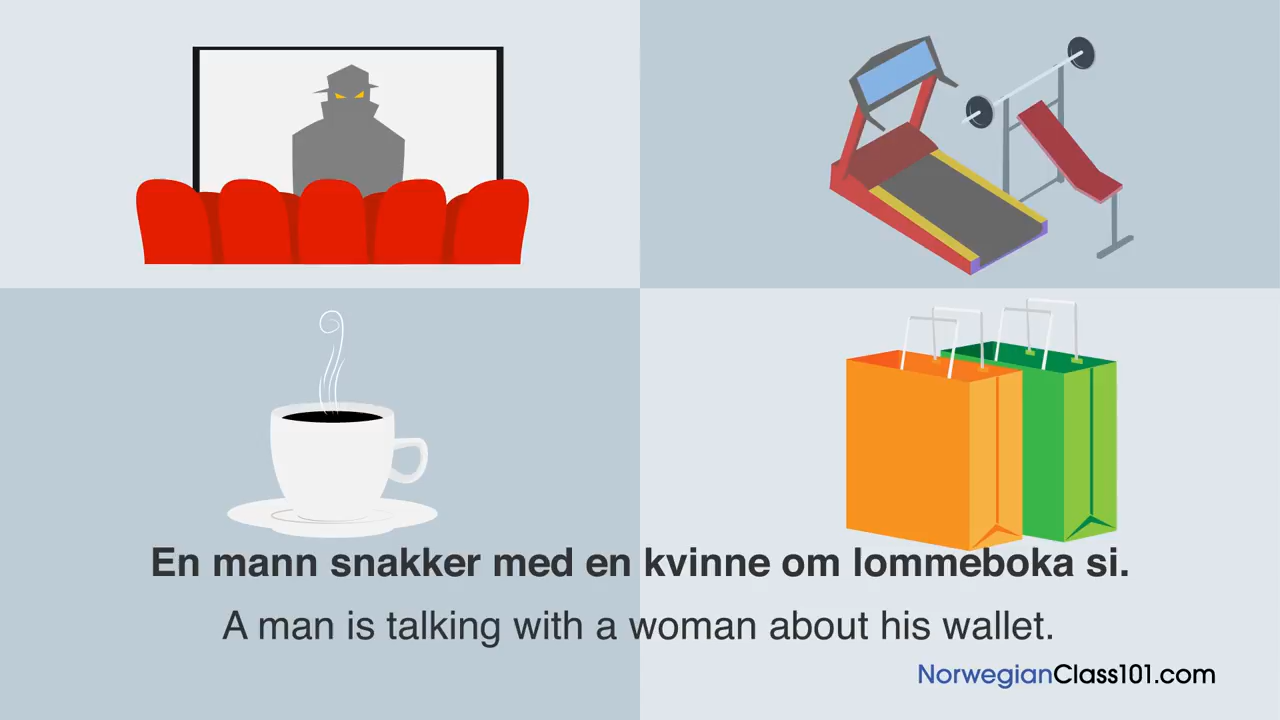 En mann snakker med en kvinne om lommeboka si.
A man is talking with a woman about his wallet.
NorwegianClass101.com